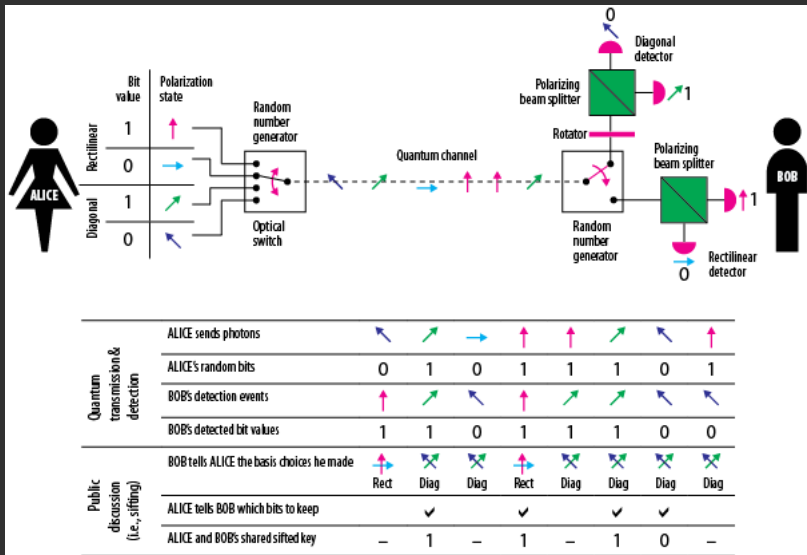 0
Diagonal
detector
Bit
value
Polarization
state
Polarizing
beam splitter
1
Random
number
generator
Rectilinear
1
Rotator
Quantum channel
Polarizing
beam splitter
0
ALICE
BOB
Diagonal
1
1
0
Optical
switch
Random
number
generator
Rectilinear
detector
0
Quantum
transmission &
detection
ALICE sends photons
ALICE's random bits 0 1 0 1 1 1 0 1
BOB's detection events
BOB's detected bit values 1 1 0 1 1 1 0 0
Public
discussion
(i.e., sifting)
BOB tells ALICE the basis choices he made
Rect Diag Diag Rect Diag Diag Diag Diag
ALICE tells BOB which bits to keep
ALICE and BOB's shared sifted key – 1 – 1 – 1 0 –